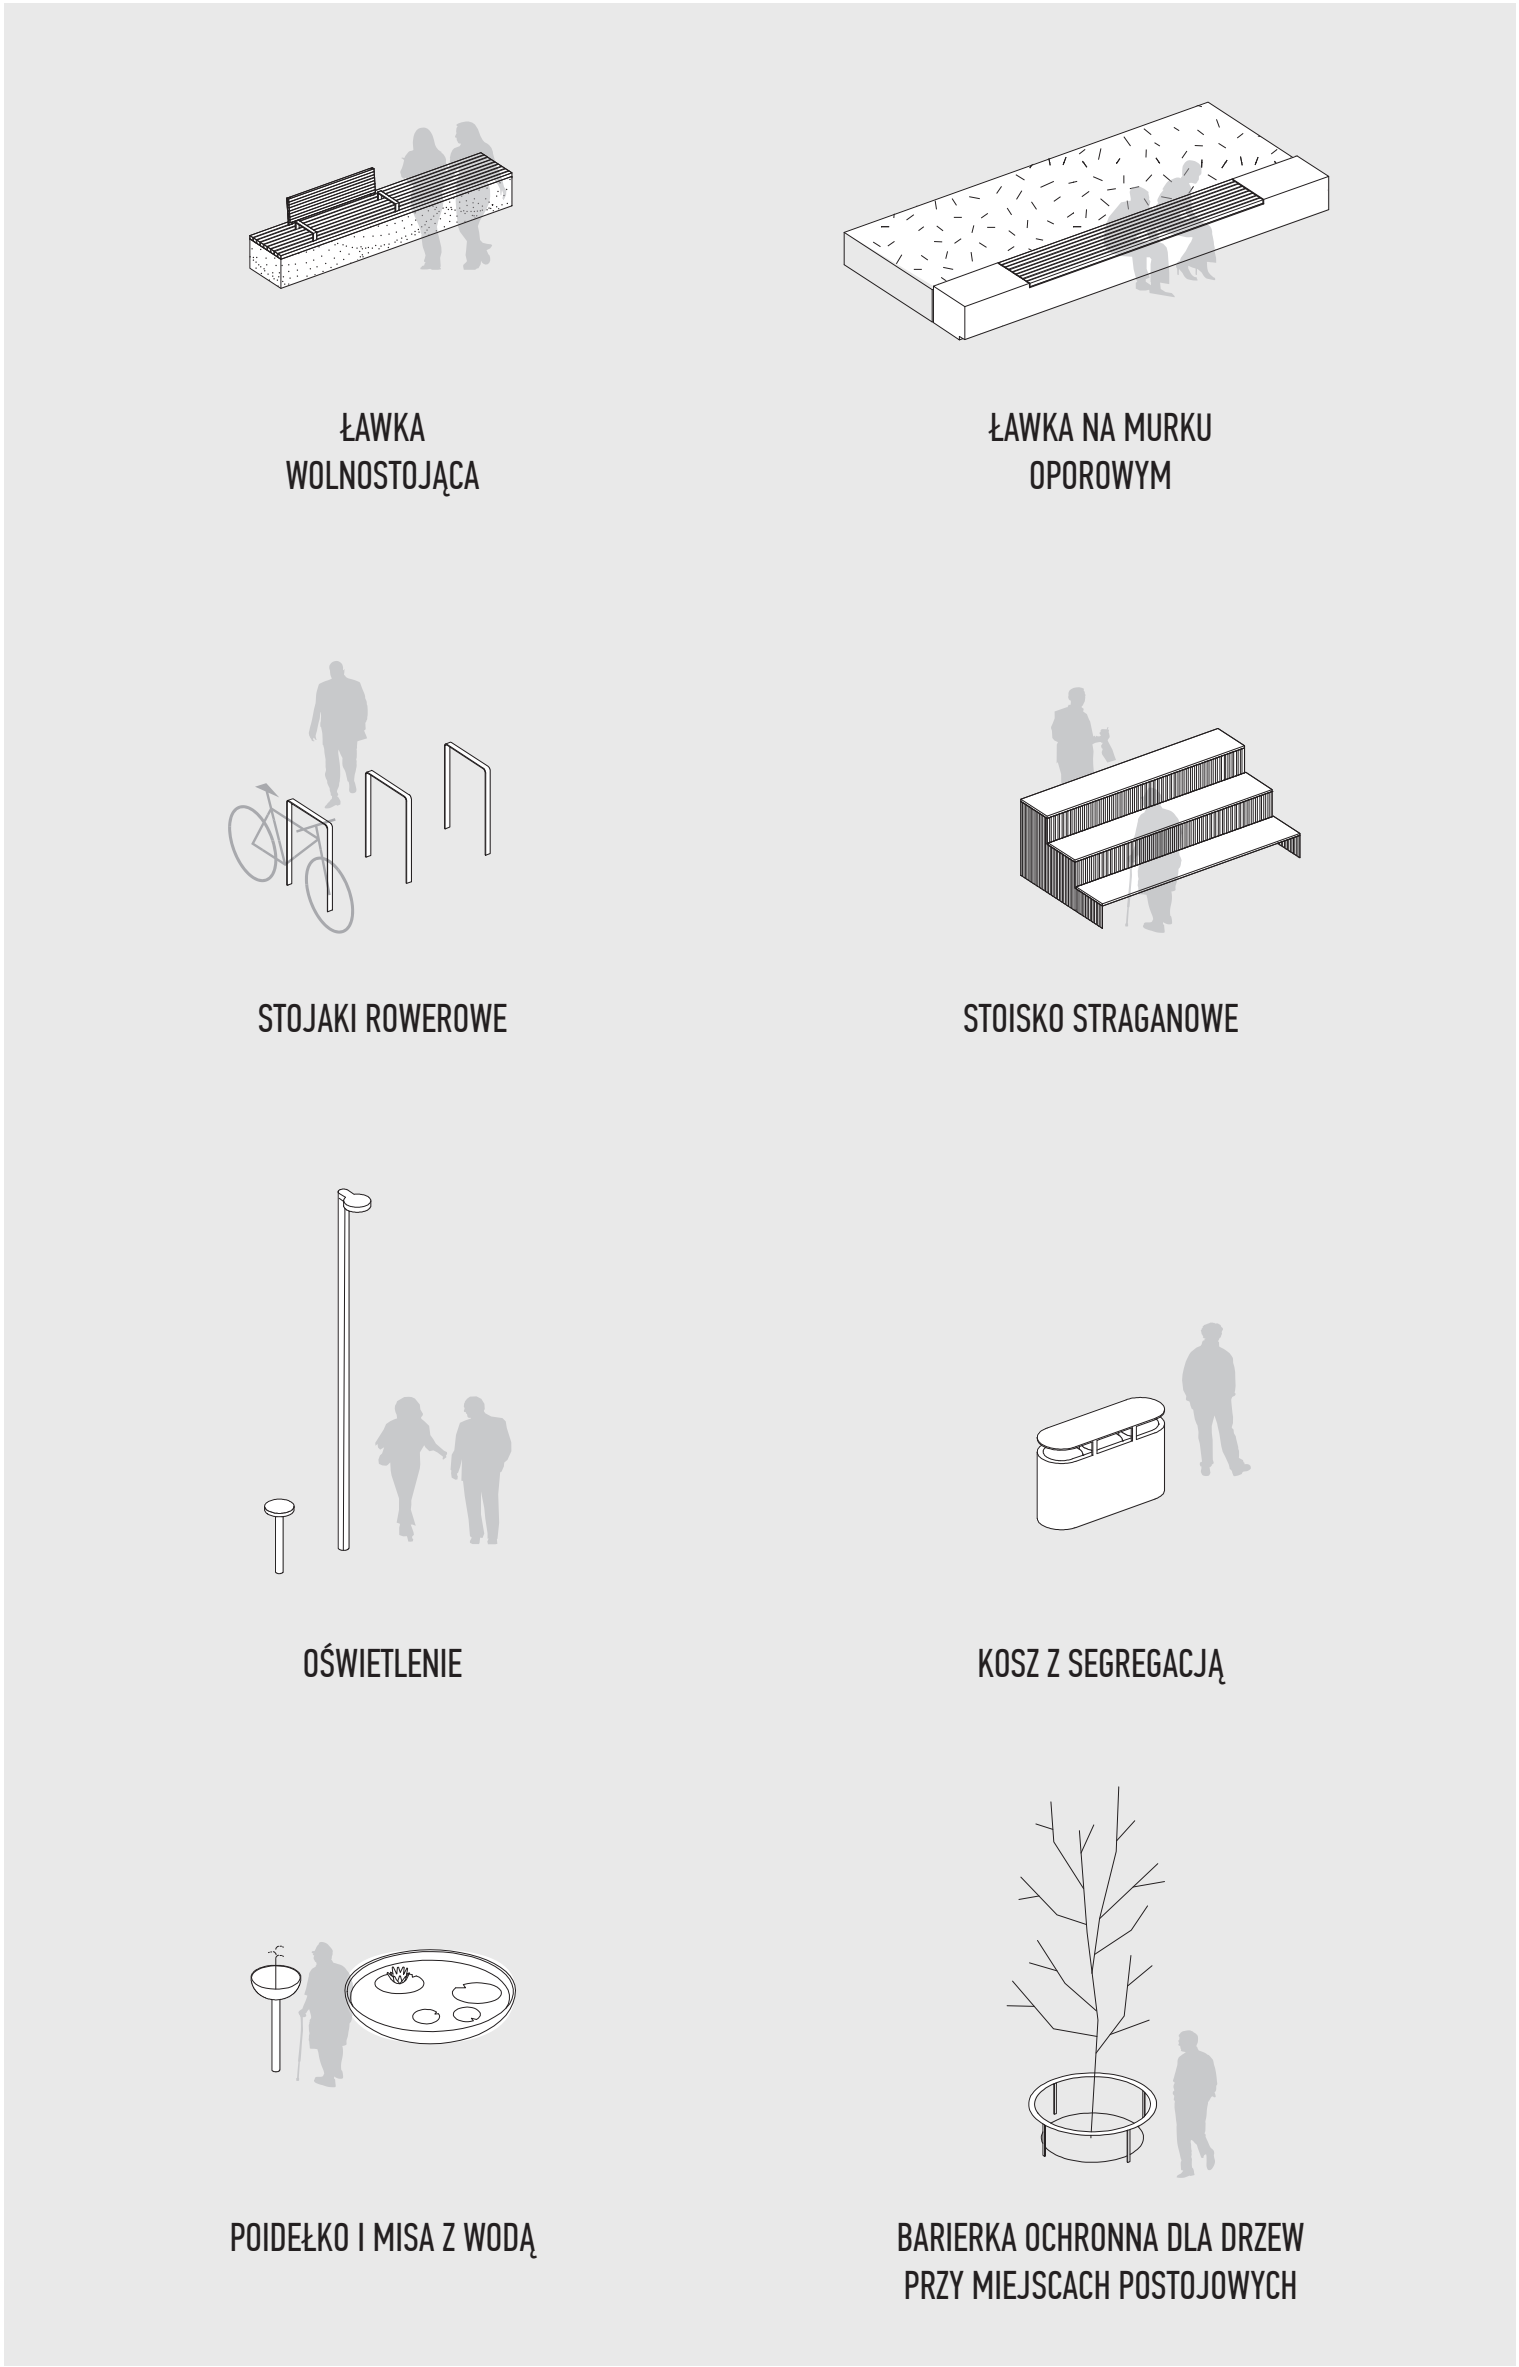 ŁAWKA
WOLNOSTOJĄCA
ŁAWKA NA MURKU
OPOROWYM
STOJAKI ROWEROWE
STOISKO STRAGANOWE
OŚWIETLENIE
KOSZ Z SEGREGACJĄ
POIDEŁKO I MISA Z WODĄ
BARIERKA OCHRONNA DLA DRZEW
PRZY MIEJSCACH POSTOJOWYCH